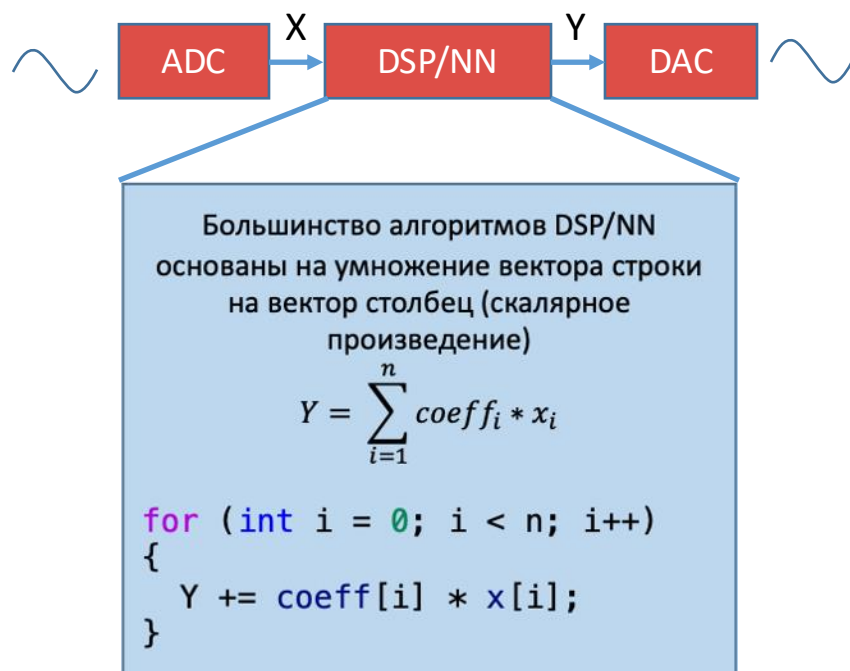 X Y
ADC DSP/NN DAC
Большинство алгоритмов DSP/NN
основаны на умножение вектора строки
на вектор столбец (скалярное
произведение)
n
Y = ∑ coeff_i * x_i
i=1
for (int i = 0; i < n; i++)
{
Y += coeff[i] * x[i];
}